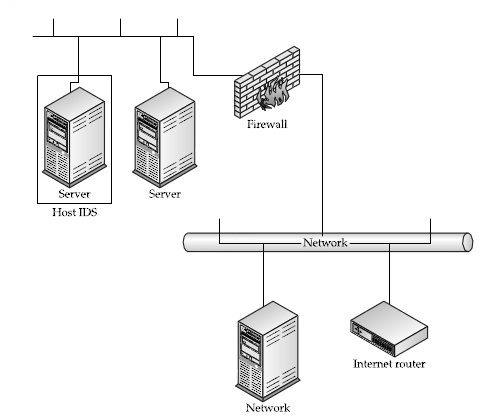 Firewall
Server
Server
Host IDS
Network
Internet router
Network